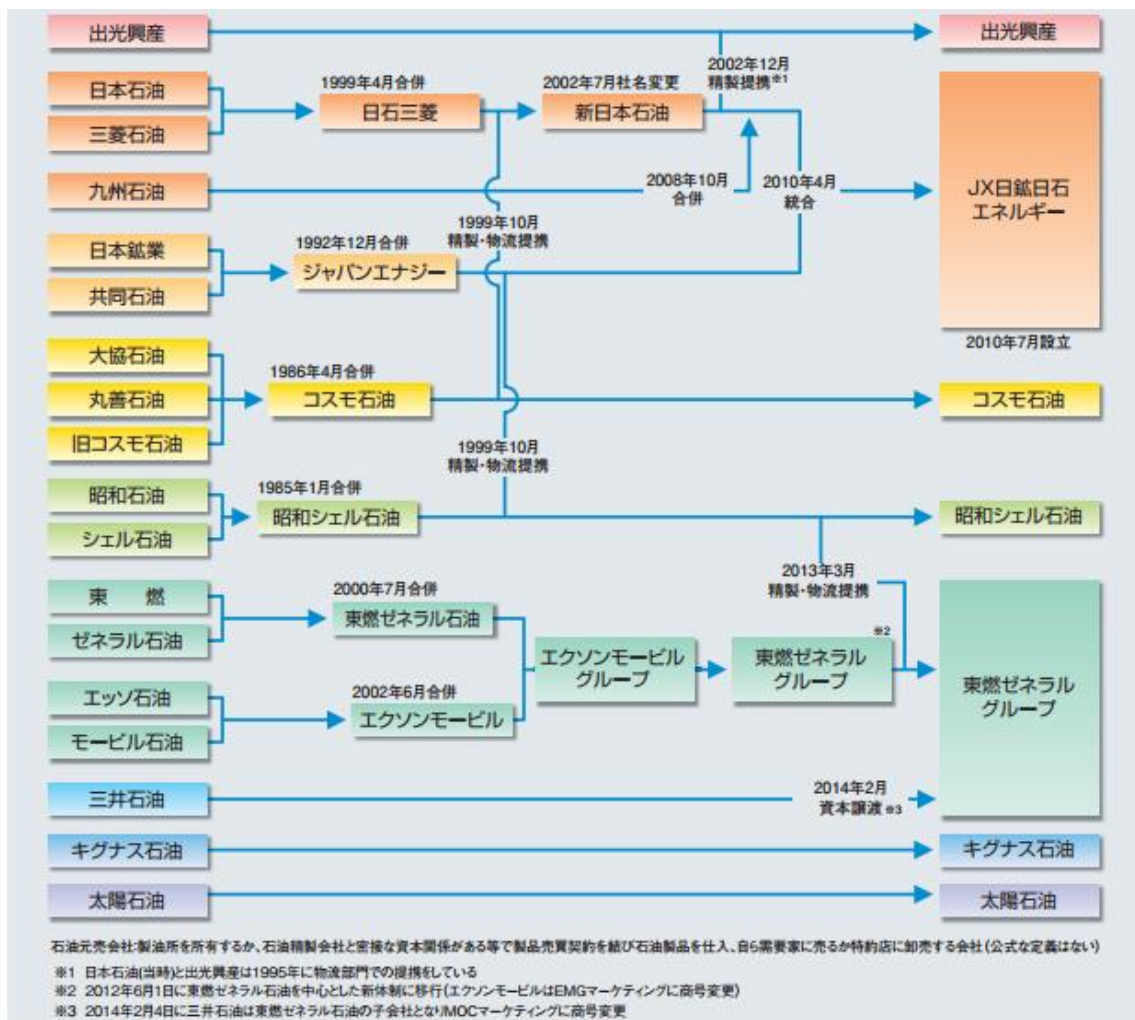 出光興産
出光興産
2002年12月
精製提携※1
日本石油
三菱石油
1999年4月合併
日石三菱
2002年7月社名変更
新日本石油
九州石油
2008年10月
合併
2010年4月
統合
JX日鉱日石
エネルギー
2010年7月設立
1999年10月
精製・物流提携
日本鉱業
共同石油
1992年12月合併
ジャパンエナジー
大協石油
丸善石油
旧コスモ石油
1986年4月合併
コスモ石油
コスモ石油
1999年10月
精製・物流提携
昭和石油
シェル石油
1985年1月合併
昭和シェル石油
昭和シェル石油
2013年3月
精製・物流提携
東　燃
ゼネラル石油
2000年7月合併
東燃ゼネラル石油
エッソ石油
モービル石油
2002年6月合併
エクソンモービル
エクソンモービル
グループ
※2
東燃ゼネラル
グループ
東燃ゼネラル
グループ
三井石油
2014年2月
資本譲渡※3
キグナス石油
キグナス石油
太陽石油
太陽石油
石油元売会社:製油所を所有するか、石油精製会社と密接な資本関係がある等で製品売買契約を結び石油製品を仕入、自ら需要家に売るか特約店に卸売する会社(公式な定義はない)
※1 日本石油(当時)と出光興産は1995年に物流部門での提携をしている
※2 2012年6月1日に東燃ゼネラル石油を中心とした新体制に移行(エクソンモービルはEMGマーケティングに商号変更)
※3 2014年2月4日に三井石油は東燃ゼネラル石油の子会社となりMOCマーケティングに商号変更